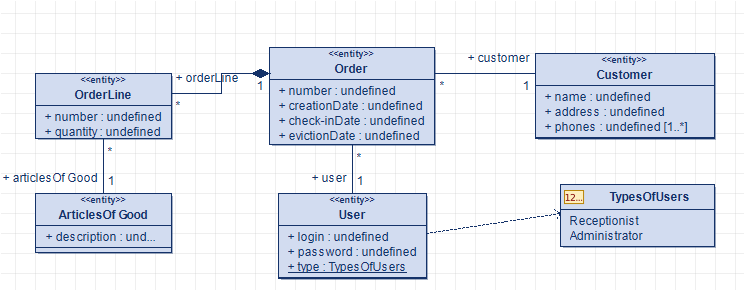 <<entity>>
OrderLine
+ number : undefined
+ quantity : undefined
+ orderLine
*
1
<<entity>>
Order
+ number : undefined
+ creationDate : undefined
+ check-inDate : undefined
+ evictionDate : undefined
+ customer
*
1
<<entity>>
Customer
+ name : undefined
+ address : undefined
+ phones : undefined [1..*]
*
+ articlesOf Good
1
<<entity>>
ArticlesOf Good
+ description : und...
*
+ user
1
<<entity>>
User
+ login : undefined
+ password : undefined
+ type : TypesOfUsers
12...
TypesOfUsers
Receptionist
Administrator